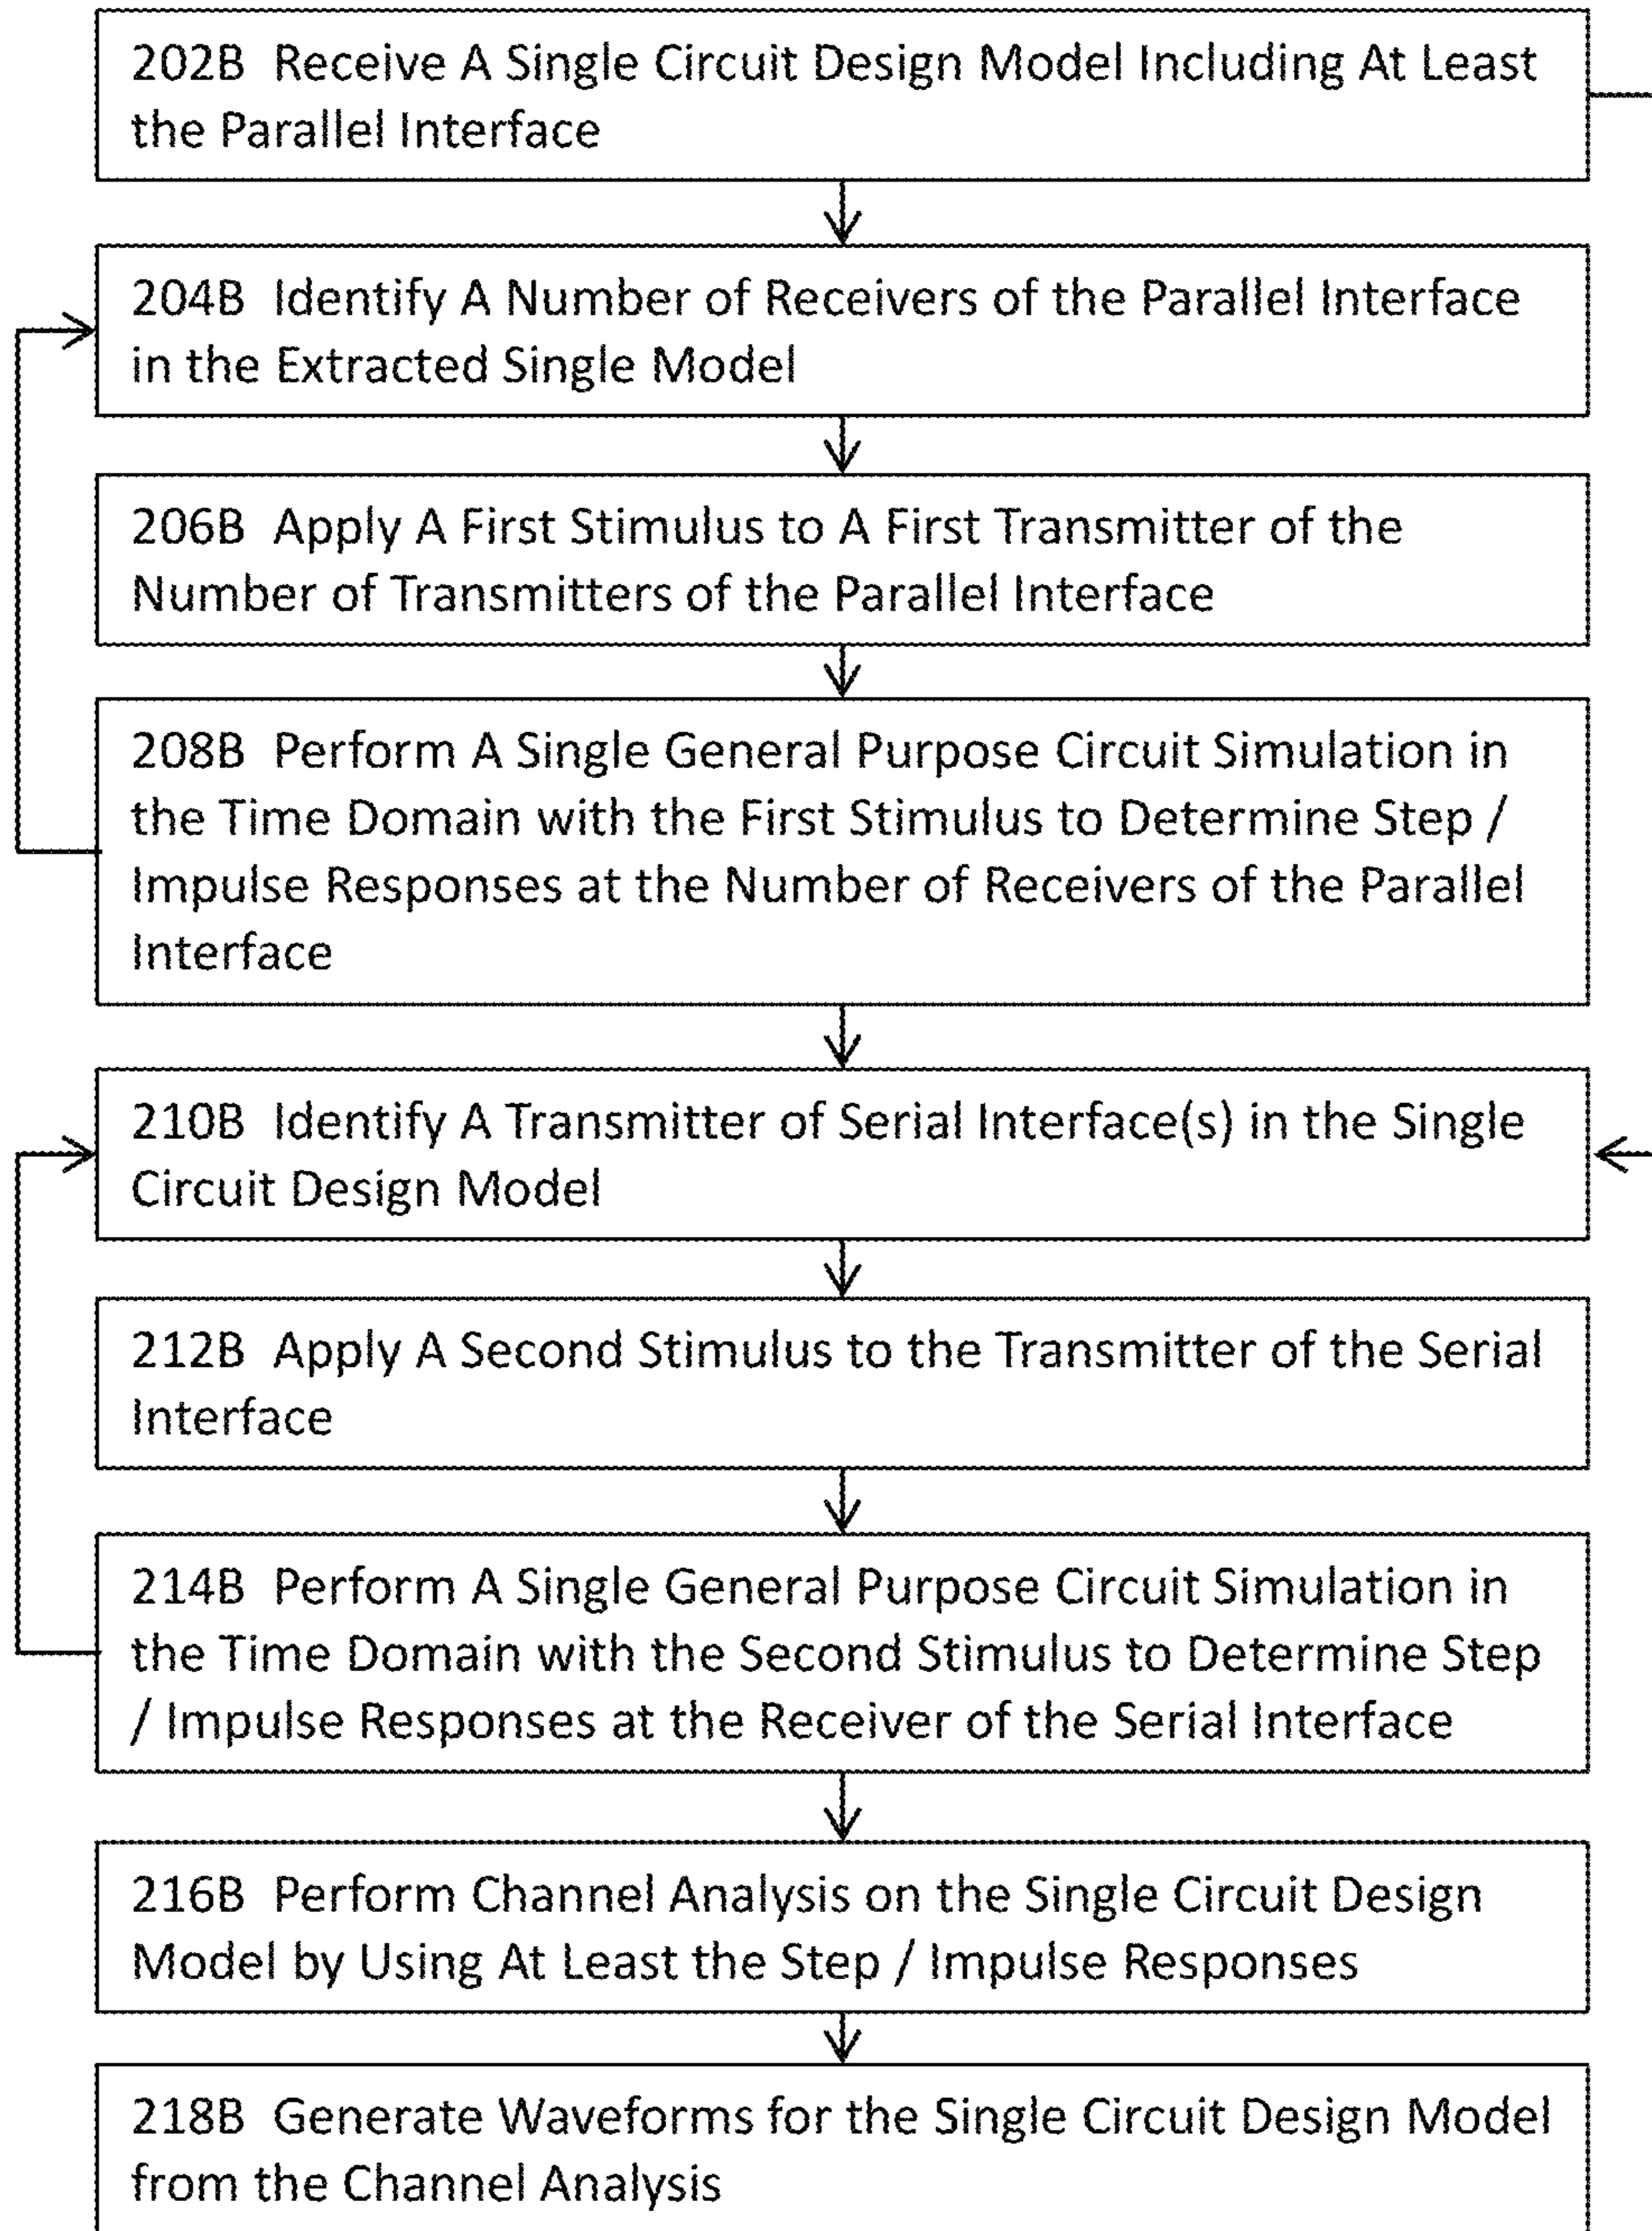 202B Receive A Single Circuit Design Model Including At Least
the Parallel Interface
204B Identify A Number of Receivers of the Parallel Interface
in the Extracted Single Model
206B Apply A First Stimulus to A First Transmitter of the
Number of Transmitters of the Parallel Interface
208B Perform A Single General Purpose Circuit Simulation in
the Time Domain with the First Stimulus to Determine Step /
Impulse Responses at the Number of Receivers of the Parallel
Interface
210B Identify A Transmitter of Serial Interface(s) in the Single
Circuit Design Model
212B Apply A Second Stimulus to the Transmitter of the Serial
Interface
214B Perform A Single General Purpose Circuit Simulation in
the Time Domain with the Second Stimulus to Determine Step
/ Impulse Responses at the Receiver of the Serial Interface
216B Perform Channel Analysis on the Single Circuit Design
Model by Using At Least the Step / Impulse Responses
218B Generate Waveforms for the Single Circuit Design Model
from the Channel Analysis